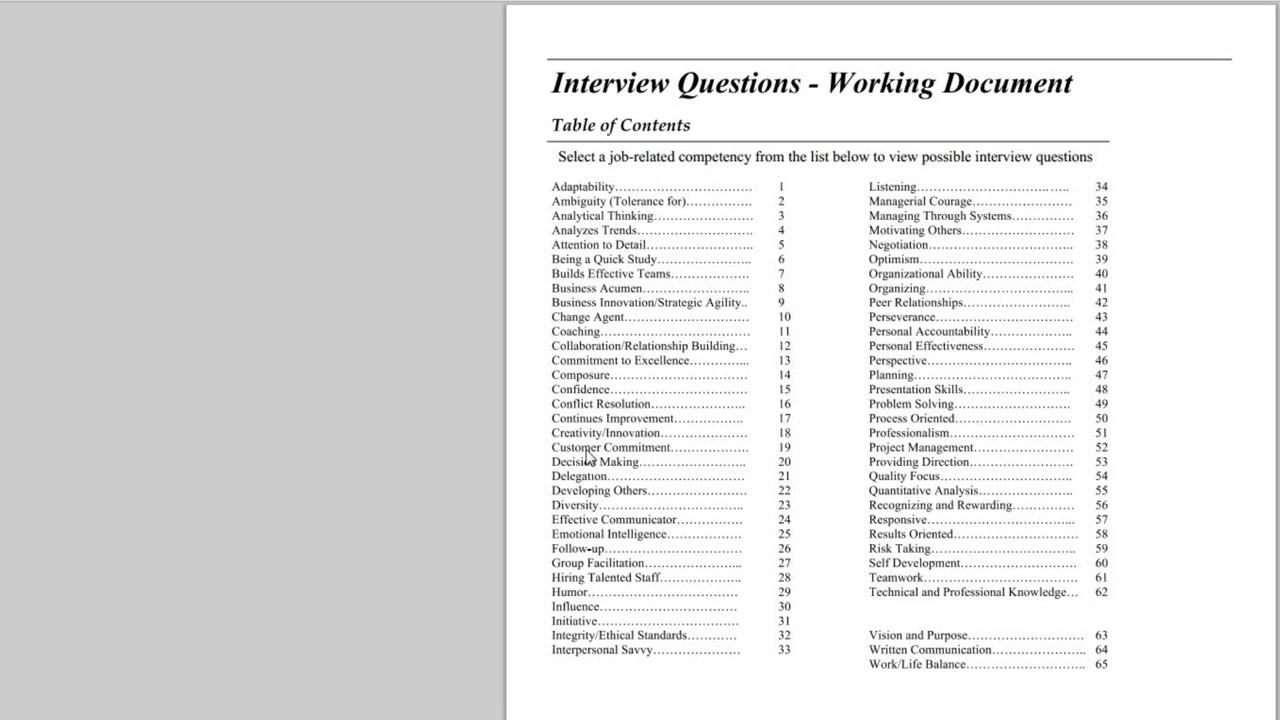 Interview Questions - Working Document
Table of Contents
Select a job-related competency from the list below to view possible interview questions
Adaptability……………………………… 1
Ambiguity (Tolerance for)……………. 2
Analytical Thinking…………………… 3
Analyzes Trends………………………. 4
Attention to Detail…………………….. 5
Being a Quick Study………………….. 6
Builds Effective Teams………………. 7
Business Acumen…………………….. 8
Business Innovation/Strategic Agility.. 9
Change Agent………………………… 10
Coaching……………………………… 11
Collaboration/Relationship Building… 12
Commitment to Excellence…………... 13
Composure…………………………… 14
Confidence…………………………… 15
Conflict Resolution………………….. 16
Continues Improvement…………….. 17
Creativity/Innovation………………… 18
Customer Commitment………………. 19
Decision Making…………………….. 20
Delegation…………………………… 21
Developing Others…………………… 22
Diversity…………………………….. 23
Effective Communicator……………. 24
Emotional Intelligence………………. 25
Follow-up……………………………. 26
Group Facilitation…………………... 27
Hiring Talented Staff……………….. 28
Humor……………………………… 29
Influence…………………………… 30
Initiative…………………………… 31
Integrity/Ethical Standards………… 32
Interpersonal Savvy………………… 33
Listening………………………….. ….. 34
Managerial Courage…………………… 35
Managing Through Systems…………… 36
Motivating Others……………………… 37
Negotiation…………………………….. 38
Optimism……………………………… 39
Organizational Ability………………… 40
Organizing……………………………... 41
Peer Relationships…………………….. 42
Perseverance…………………………… 43
Personal Accountability……………….. 44
Personal Effectiveness………………… 45
Perspective…………………………….. 46
Planning……………………………….. 47
Presentation Skills…………………….. 48
Problem Solving………………………. 49
Process Oriented………………………. 50
Professionalism………………………… 51
Project Management…………………… 52
Providing Direction……………………. 53
Quality Focus………………………….. 54
Quantitative Analysis………………….. 55
Recognizing and Rewarding…………… 56
Responsive……………………………... 57
Results Oriented………………………. 58
Risk Taking…………………………….. 59
Self Development………………………. 60
Teamwork……………………………… 61
Technical and Professional Knowledge… 62
Vision and Purpose……………………. 63
Written Communication……………….. 64
Work/Life Balance…………………….. 65